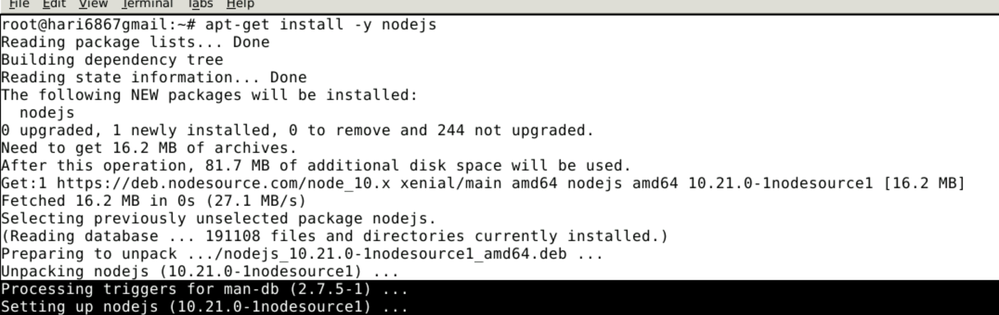 File Edit View Terminal Tabs Help
root@hari6867gmail:~# apt-get install -y nodejs
Reading package lists... Done
Building dependency tree
Reading state information... Done
The following NEW packages will be installed:
  nodejs
0 upgraded, 1 newly installed, 0 to remove and 244 not upgraded.
Need to get 16.2 MB of archives.
After this operation, 81.7 MB of additional disk space will be used.
Get:1 https://deb.nodesource.com/node_10.x xenial/main amd64 nodejs amd64 10.21.0-1nodesource1 [16.2 MB]
Fetched 16.2 MB in 0s (27.1 MB/s)
Selecting previously unselected package nodejs.
(Reading database ... 191108 files and directories currently installed.)
Preparing to unpack .../nodejs_10.21.0-1nodesource1_amd64.deb ...
Unpacking nodejs (10.21.0-1nodesource1) ...
Processing triggers for man-db (2.7.5-1) ...
Setting up nodejs (10.21.0-1nodesource1) ...